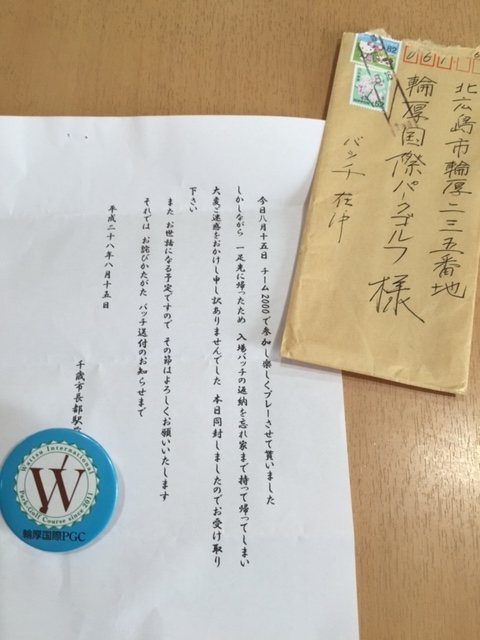 今日八月十五日 チーム2000で参加し楽しくプレーさせて貰いました
しかしながら 一足先に帰ったため 入場バッチの返納を忘れ家まで持って帰ってしまい
大変ご迷惑をおかけし申し訳ありませんでした 本日同封しましたのでお受け取り
下さい
また お世話になる予定ですので その節はよろしくお願いいたします
それでは お詫びかたがた バッチ送付のお知らせまで
平成二十八年八月十五日
千歳市長都駅
北広島市輪厚二三五番地
輪厚国際パークゴルフ 様
バッチ在中
061
82
52
Wattsu International
Park Golf Course since 2011
W
輪厚国際PGC